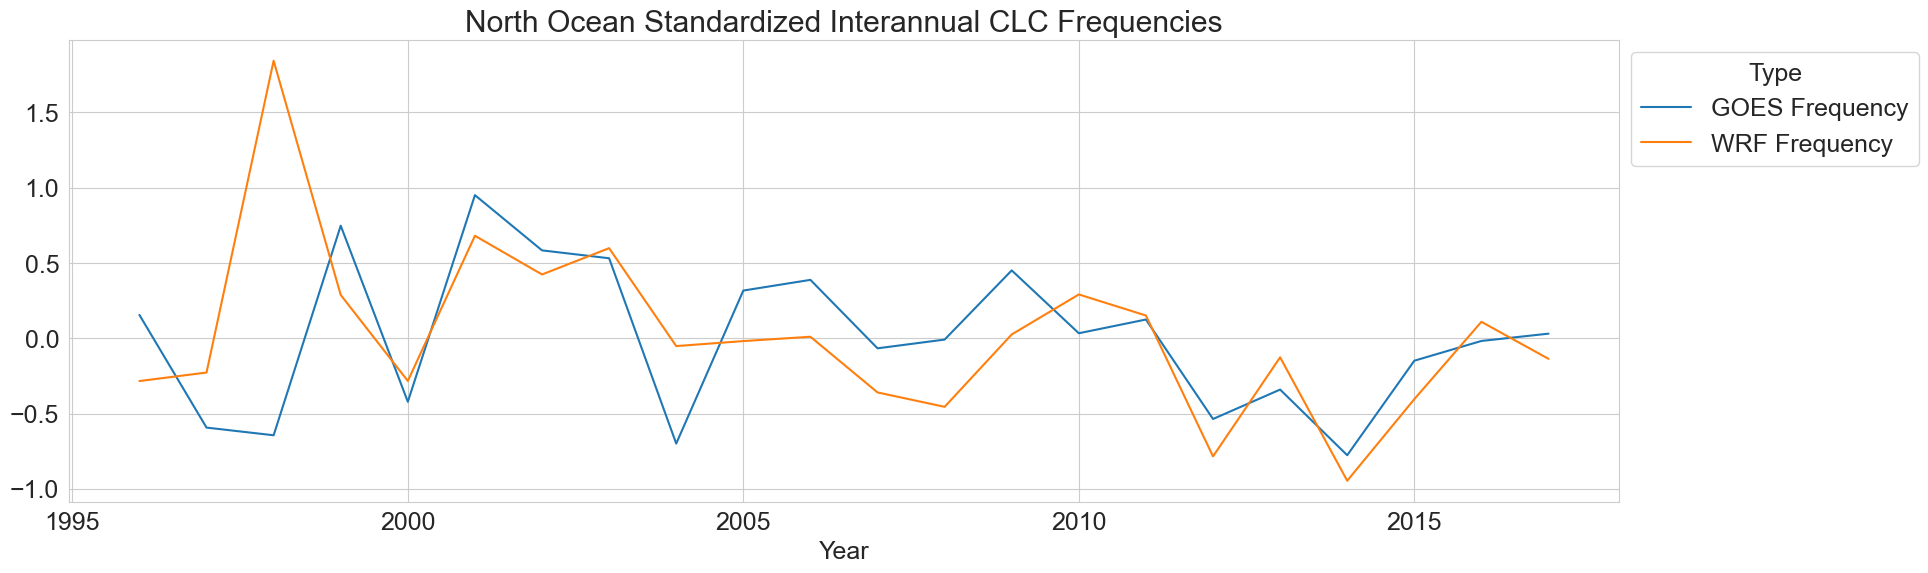 North Ocean Standardized Interannual CLC Frequencies
Type
GOES Frequency
WRF Frequency
1.5
1.0
0.5
0.0
−0.5
−1.0
1995 2000 2005 2010 2015
Year